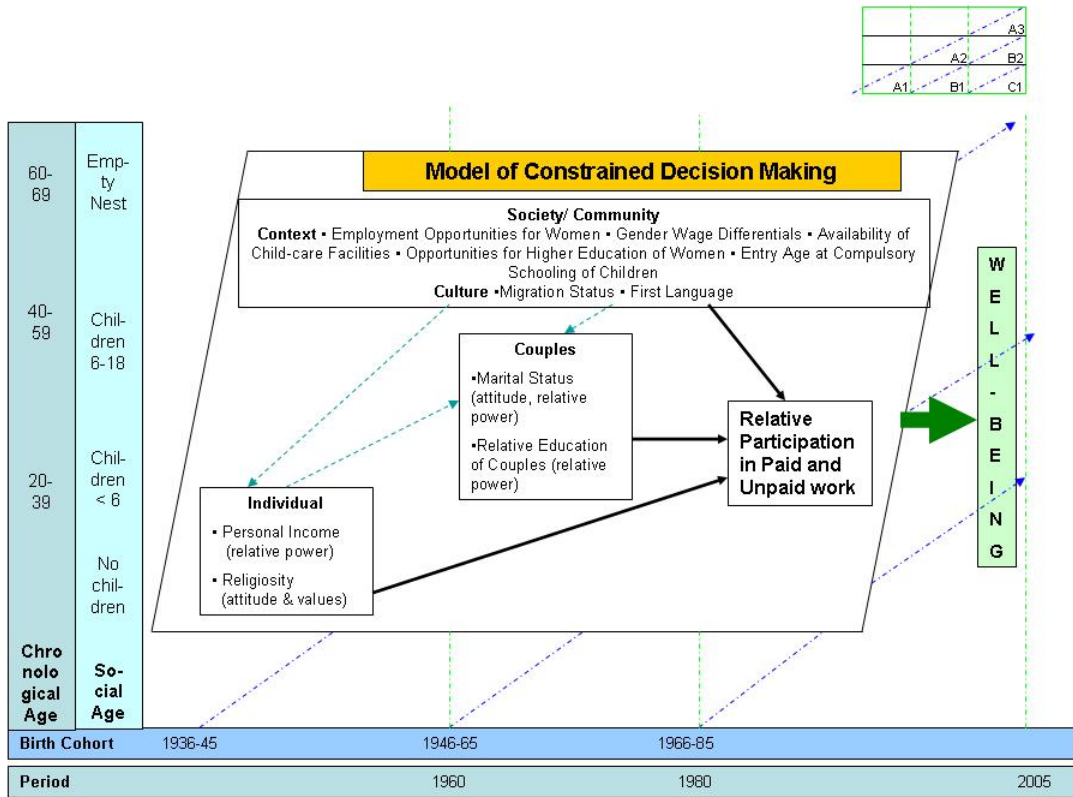 A3
A2 B2
A1 B1 C1
60-
69
Emp-
ty
Nest
40-
59
Chil-
dren
6-18
20-
39
Chil-
dren
< 6
No
chil-
dren
Chro
nolo
gical
Age
So-
cial
Age
Model of Constrained Decision Making
Society/ Community
Context ▪ Employment Opportunities for Women ▪ Gender Wage Differentials ▪ Availability of
Child-care Facilities ▪ Opportunities for Higher Education of Women ▪ Entry Age at Compulsory
Schooling of Children
Culture ▪Migration Status ▪ First Language
Couples
▪Marital Status
(attitude, relative
power)
▪Relative Education
of Couples (relative
power)
Individual
▪ Personal Income
(relative power)
▪ Religiosity
(attitude & values)
Relative
Participation
in Paid and
Unpaid work
W
E
L
L
-
B
E
I
N
G
Birth Cohort 1936-45 1946-65 1966-85
Period 1960 1980 2005